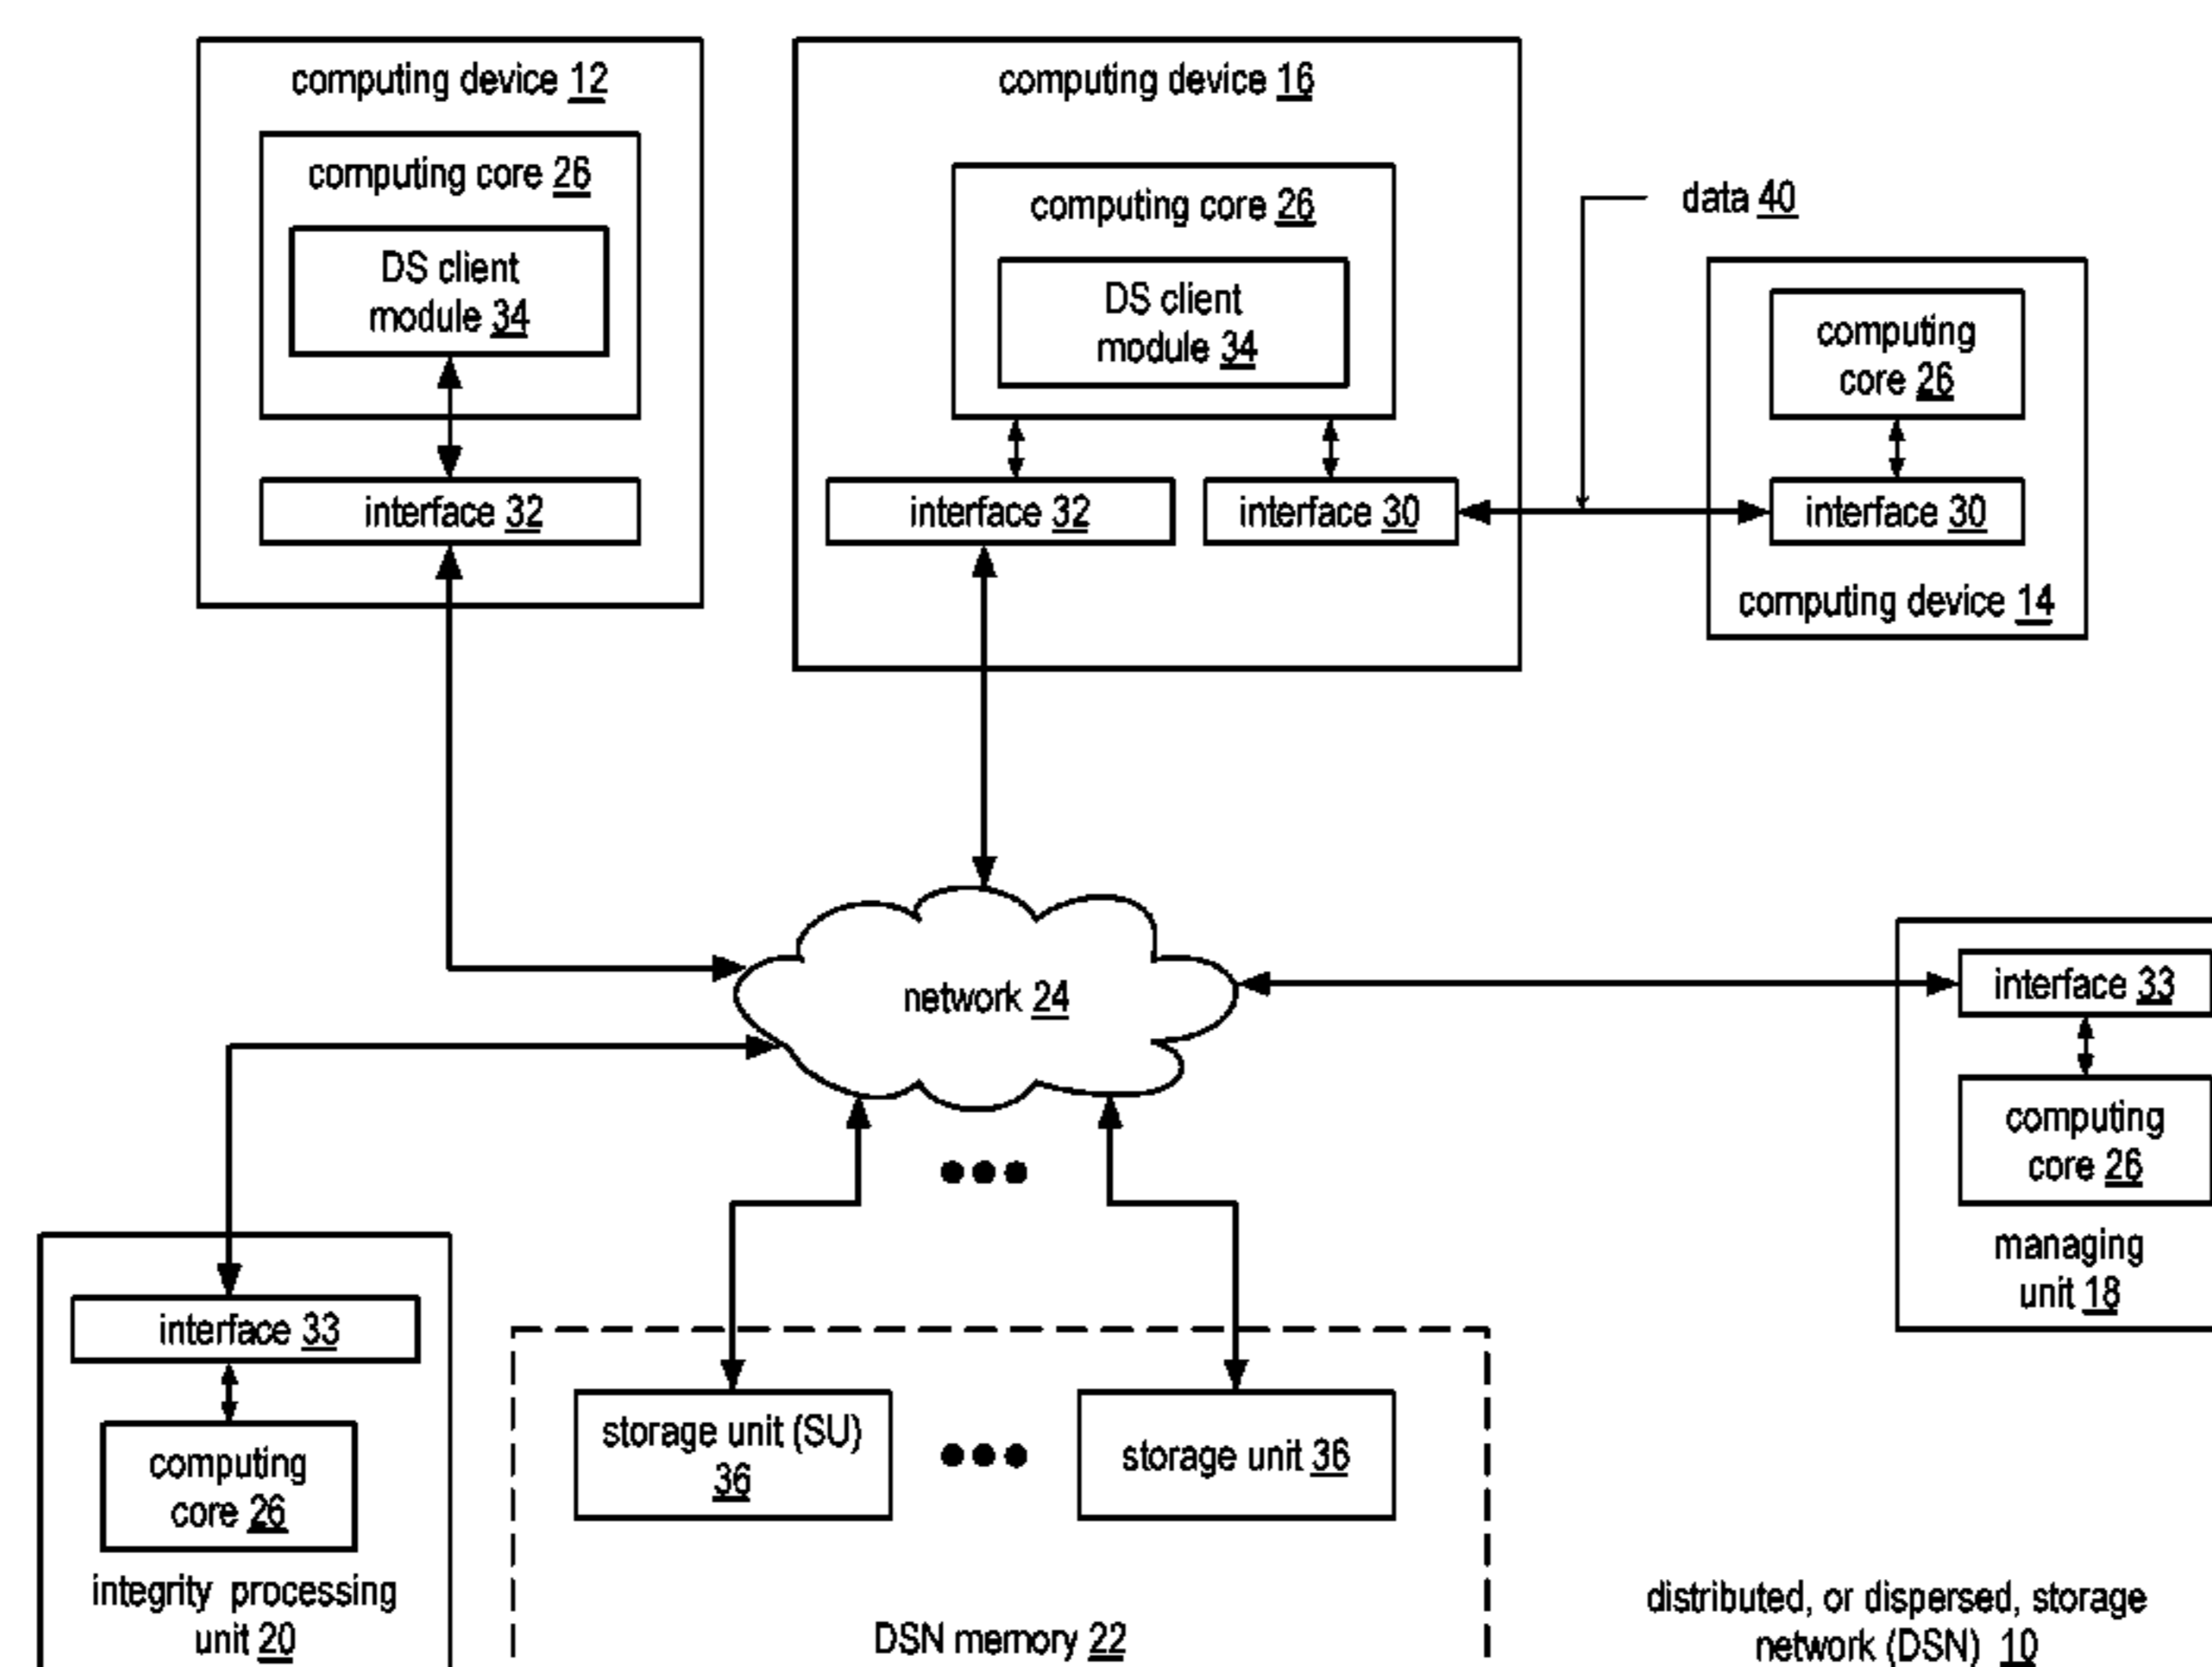 computing device 12
computing core 26
DS client
module 34
interface 32
computing device 16
computing core 26
DS client
module 34
interface 32
interface 30
data 40
computing
core 26
interface 30
computing device 14
network 24
interface 33
computing
core 26
managing
unit 18
interface 33
computing
core 26
integrity processing
unit 20
storage unit (SU)
36
storage unit 36
DSN memory 22
distributed, or dispersed, storage
network (DSN) 10